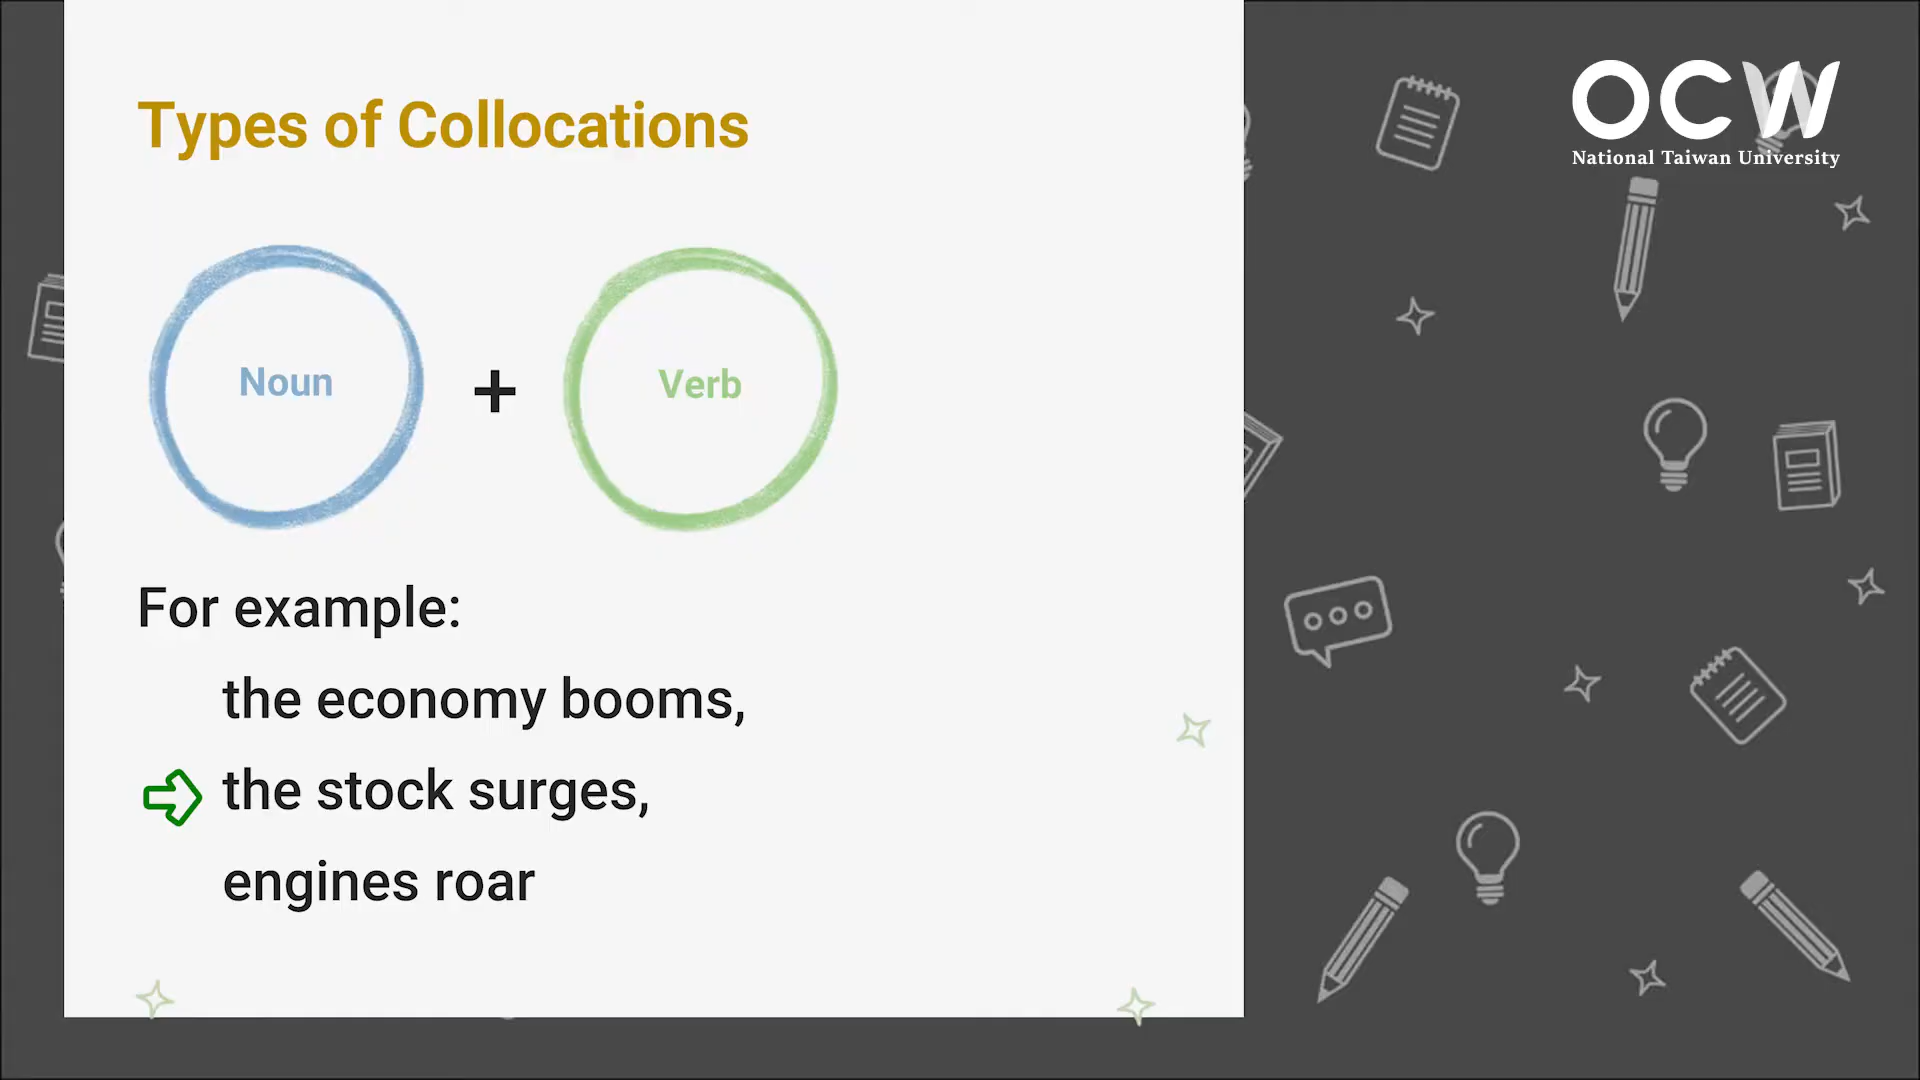 Types of Collocations
Noun + Verb
For example:
the economy booms,
the stock surges,
engines roar
OCW
National Taiwan University